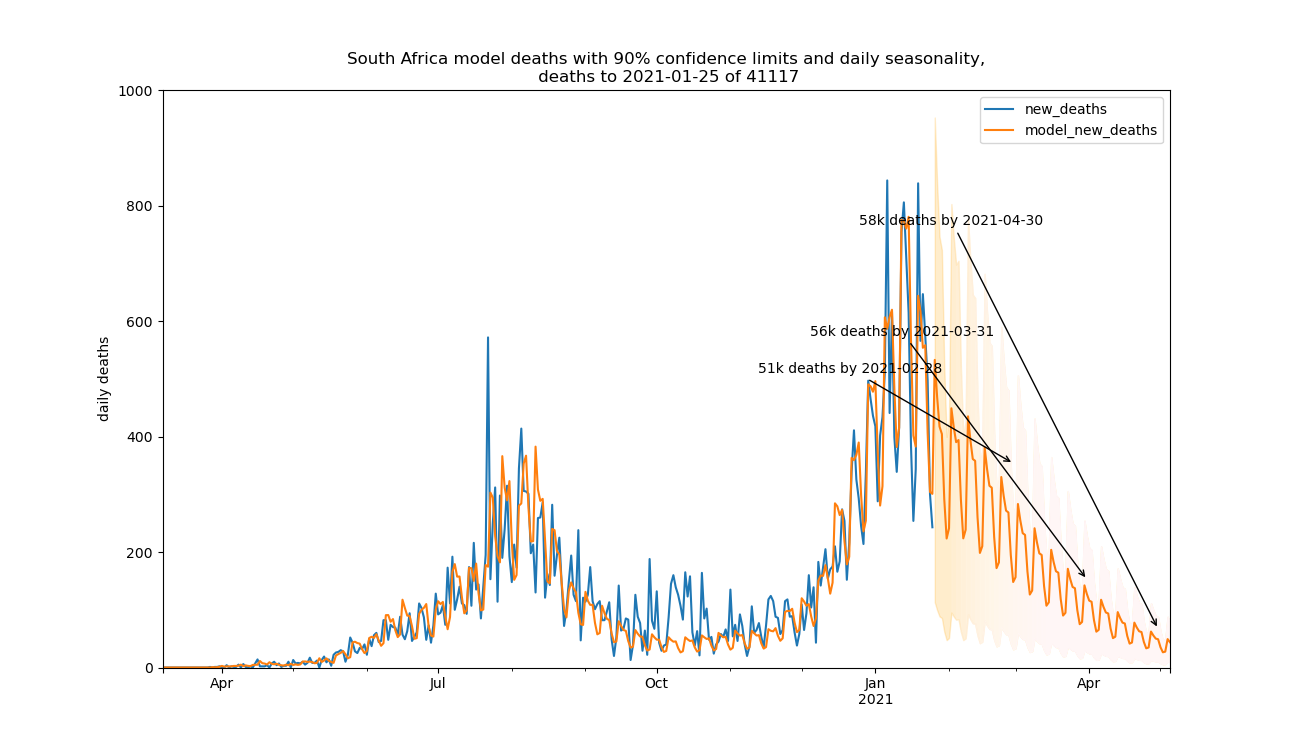 South Africa model deaths with 90% confidence limits and daily seasonality,
deaths to 2021-01-25 of 41117
new_deaths
model_new_deaths
58k deaths by 2021-04-30
56k deaths by 2021-03-31
51k deaths by 2021-02-28
daily deaths
1000
800
600
400
200
0
Apr
Jul
Oct
Jan
2021
Apr